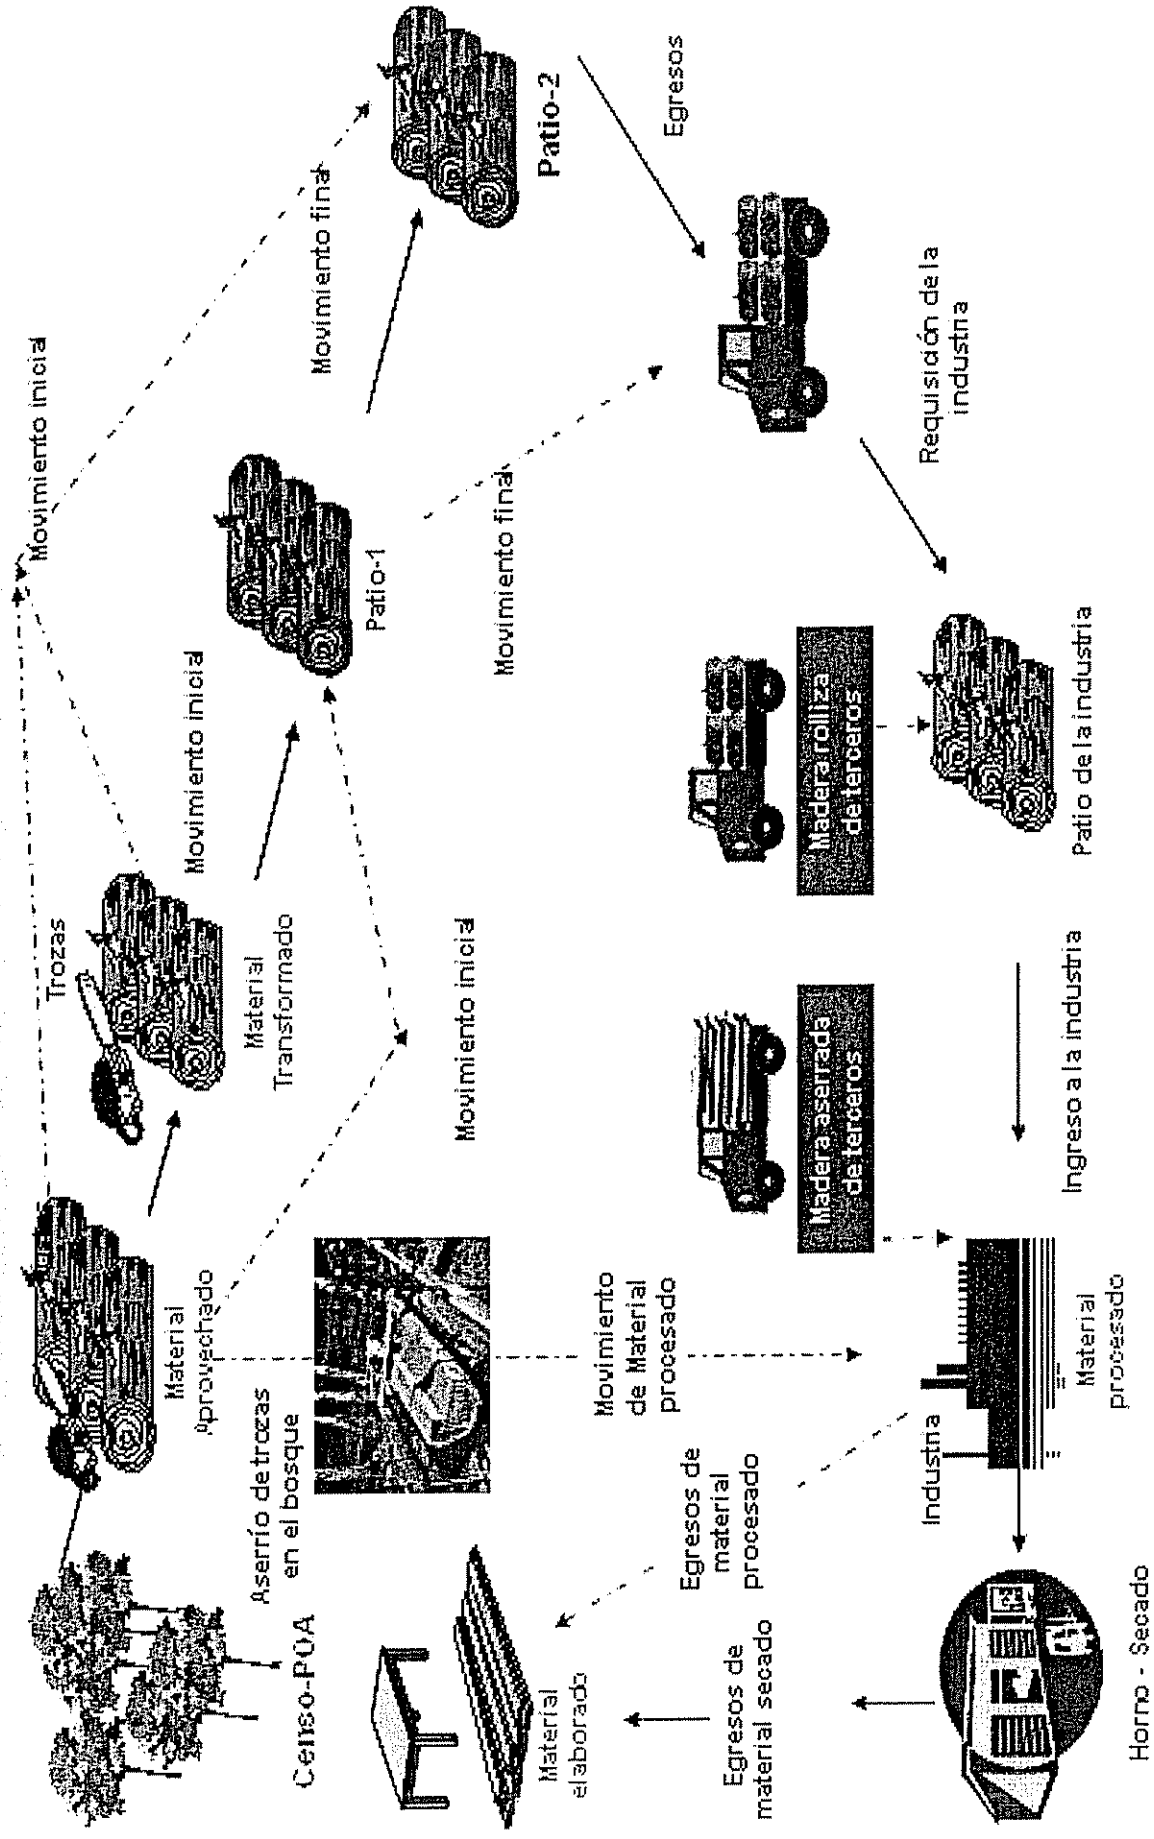 Censo-POA
Material
Aprovechado
Trozas
Material
Transformado
Movimiento inicial
Movimiento inicial
Patio-1
Movimiento final
Patio-2
Aserrío de trozas
en el bosque
Movimiento inicial
Movimiento final
Egresos
Movimiento
de Material
procesado
Requisición de la
industria
Madera aserrada
de terceros
Madera rolliza
de terceros
Material
elaborado
Egresos de
material
procesado
Egresos de
material secado
Industria
Material
procesado
Ingreso a la industria
Patio de la industria
Horno - Secado